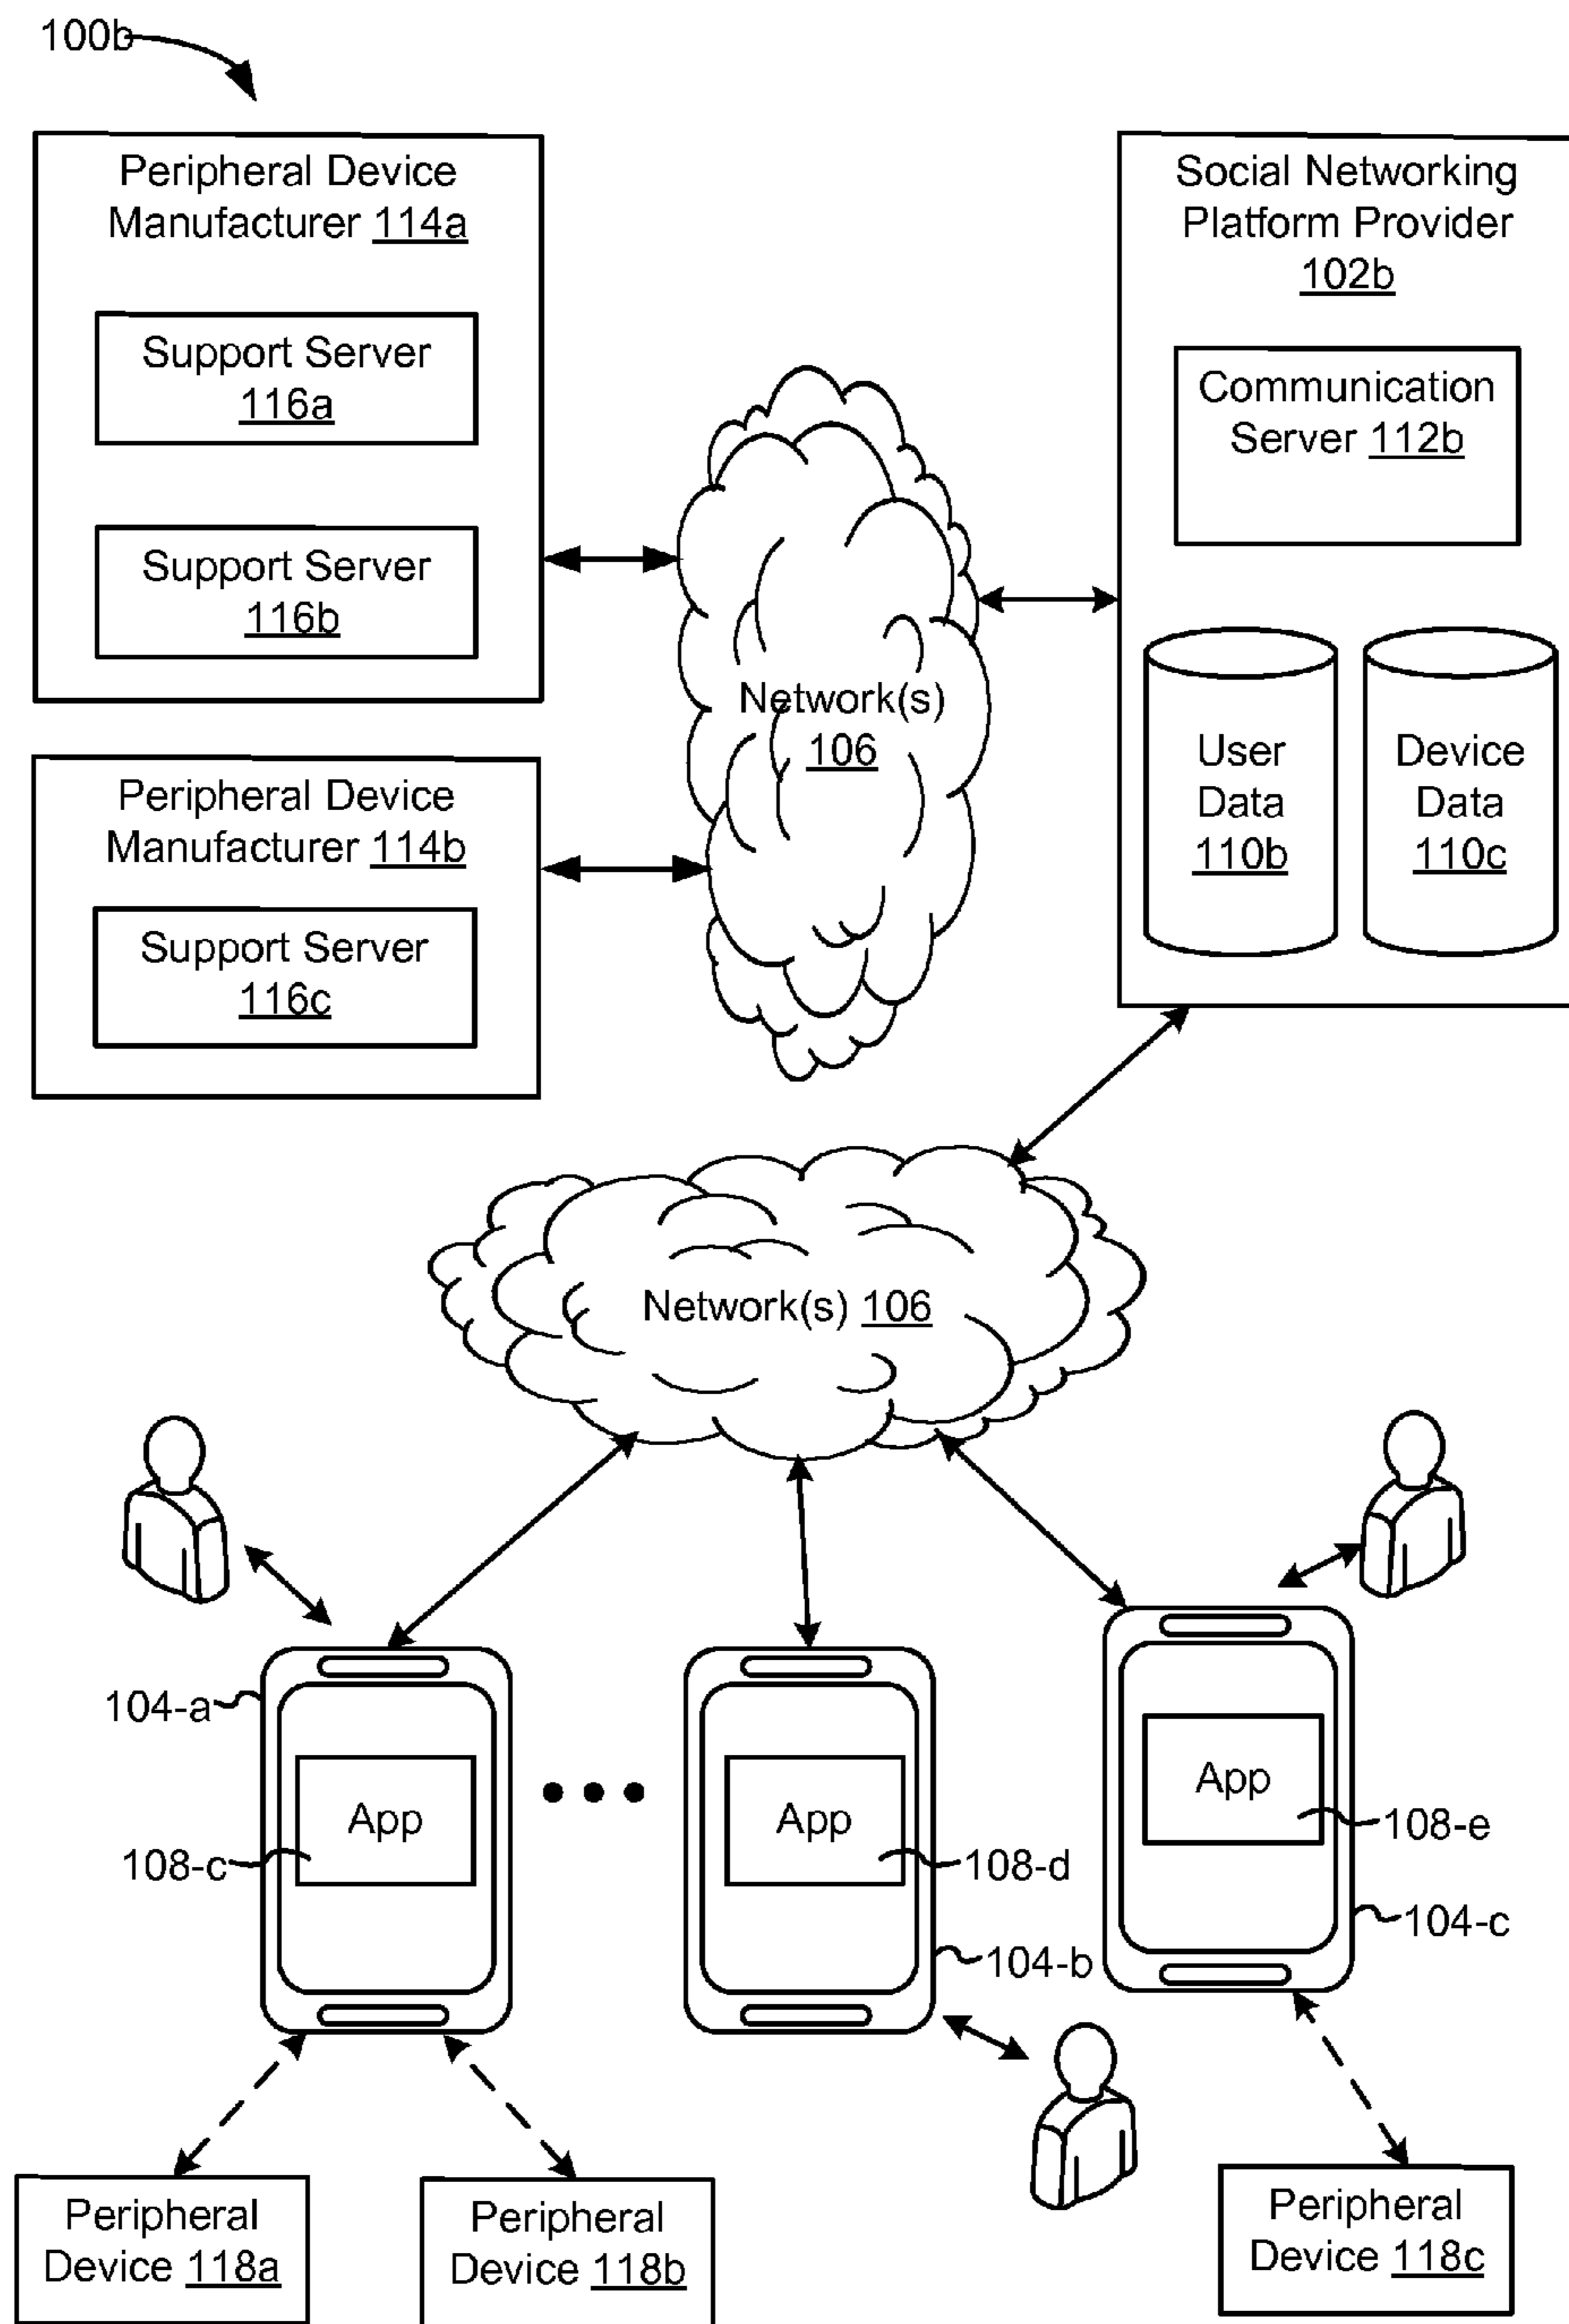 100b
Peripheral Device
Manufacturer 114a
Support Server
116a
Support Server
116b
Peripheral Device
Manufacturer 114b
Support Server
116c
Network(s)
106
Social Networking
Platform Provider
102b
Communication
Server 112b
User
Data
110b
Device
Data
110c
Network(s) 106
104-a
App
108-c
App
108-d
104-b
App
108-e
104-c
Peripheral
Device 118a
Peripheral
Device 118b
Peripheral
Device 118c